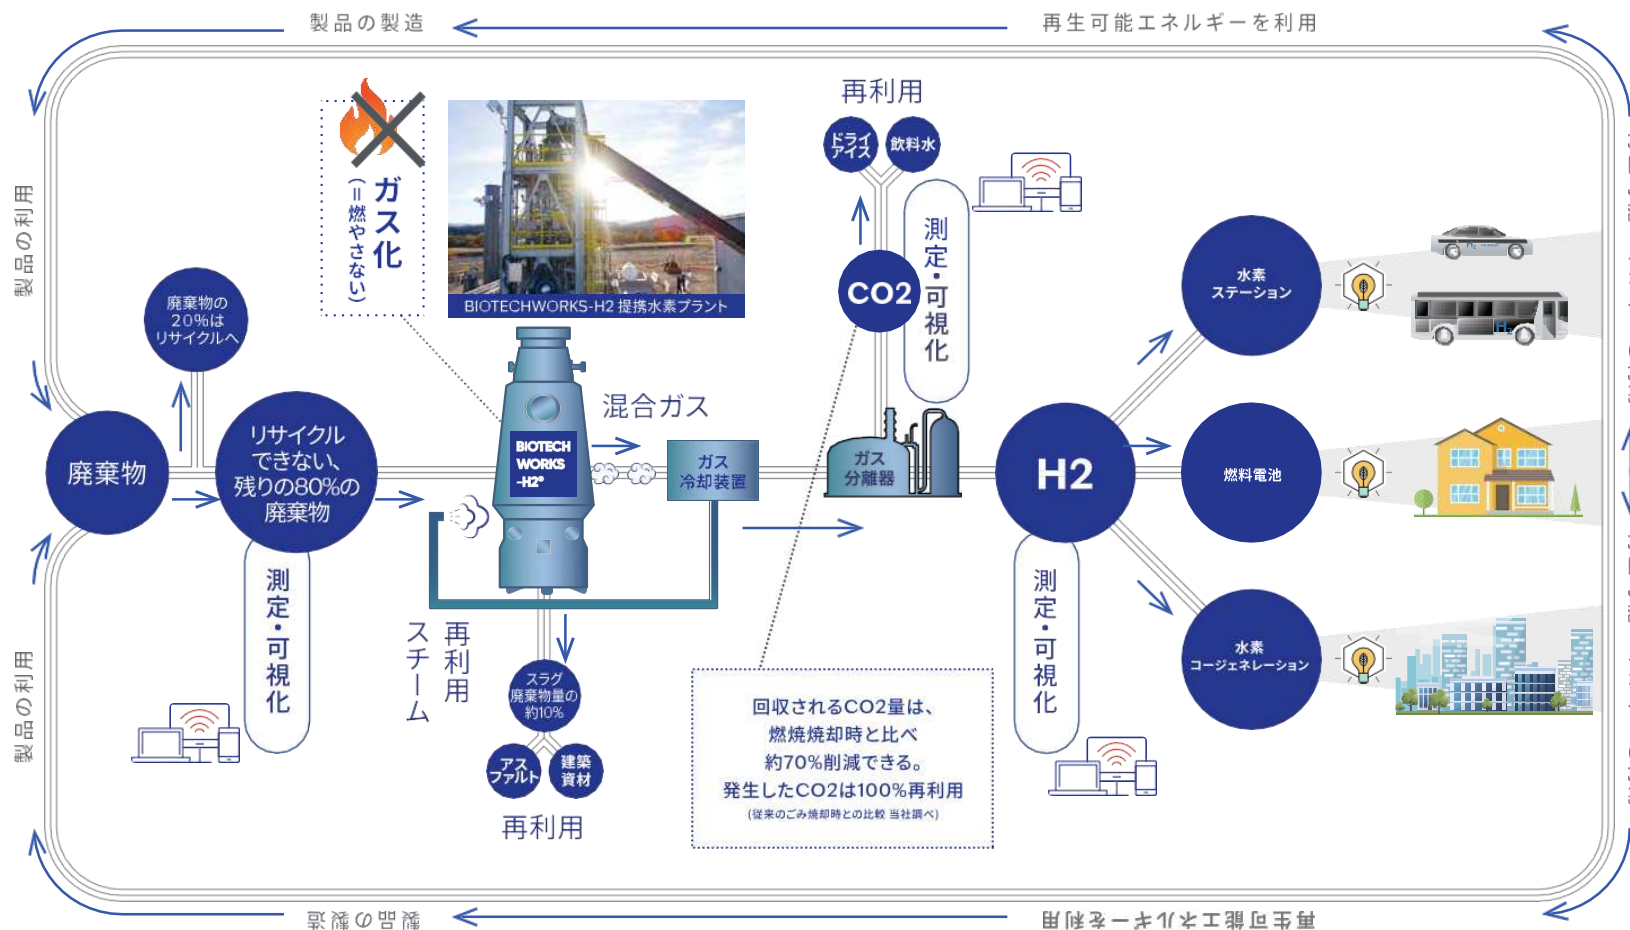 製品の製造
再生可能エネルギーを利用
製品の利用
再利用
ドライ
アイス
飲料水
ガス化
(＝燃やさない)
BIOTECHWORKS-H2 提携水素プラント
測定・可視化
CO2
水素
ステーション
H2
廃棄物の
20%は
リサイクルへ
混合ガス
BIOTECH
WORKS
-H2®
ガス
冷却装置
ガス
分離器
廃棄物
リサイクル
できない、
残りの80%の
廃棄物
H2
燃料電池
測定・可視化
再利用
スチーム
測定・可視化
水素
コージェネレーション
製品の利用
スラグ
廃棄物量の
約10%
アス
ファルト
建築
資材
再利用
回収されるCO2量は、
燃焼焼却時と比べ
約70%削減できる。
発生したCO2は100%再利用
(従来のごみ焼却時との比較 当社調べ)
製品の製造
再生可能エネルギーを利用